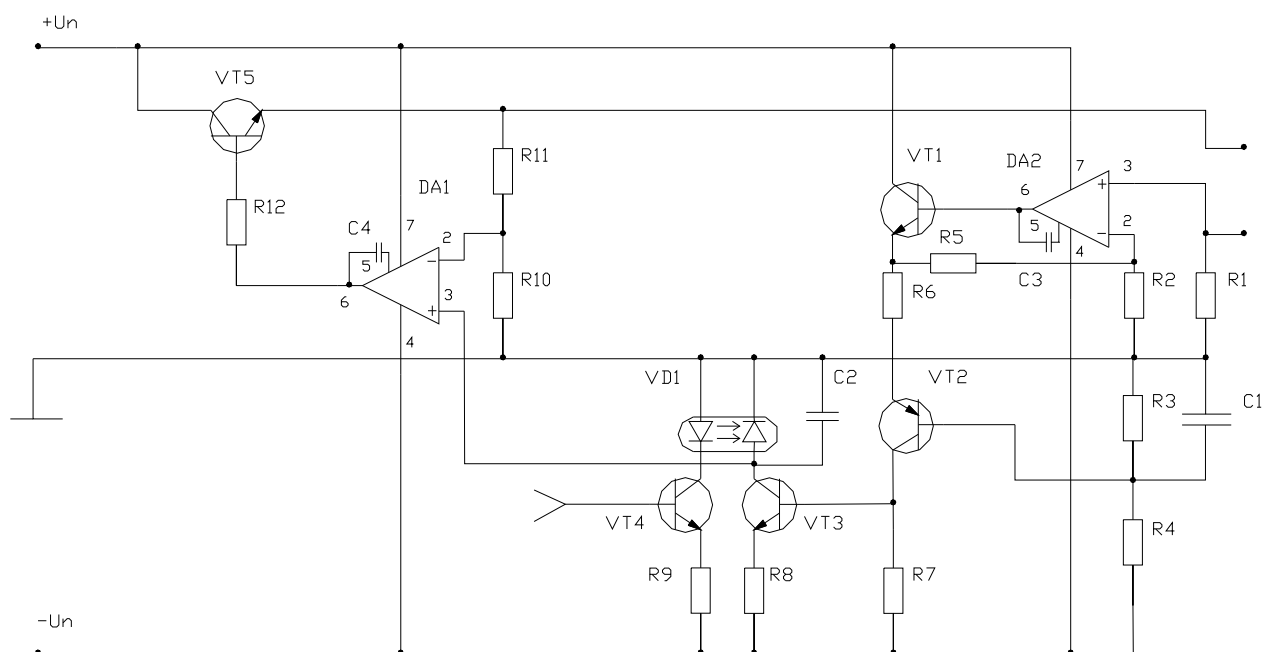 +Un
VT5
R11
VT1
DA2
7
3
DA1
6
+
R12
C4
7
2
5
2
−
5
−
R5
4
6
3
+
R10
R6
C3
R2
R1
4
VD1
C2
VT2
R3
C1
VT4
VT3
R4
R9
R8
R7
−Un